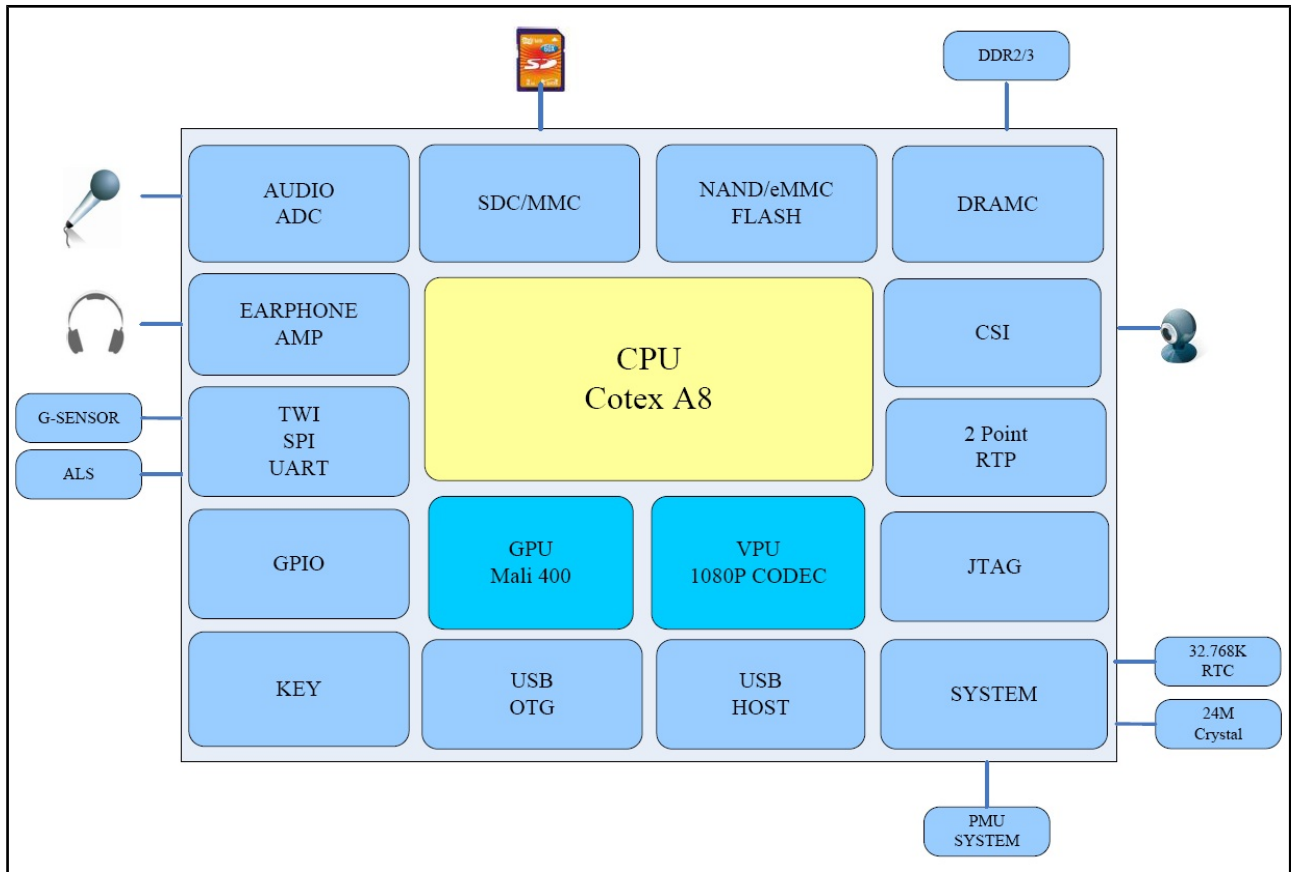 DDR2/3
AUDIO
ADC
SDC/MMC
NAND/eMMC
FLASH
DRAMC
EARPHONE
AMP
CPU
Cotex A8
CSI
G-SENSOR
ALS
TWI
SPI
UART
2 Point
RTP
GPIO
GPU
Mali 400
VPU
1080P CODEC
JTAG
KEY
USB
OTG
USB
HOST
SYSTEM
32.768K
RTC
24M
Crystal
PMU
SYSTEM